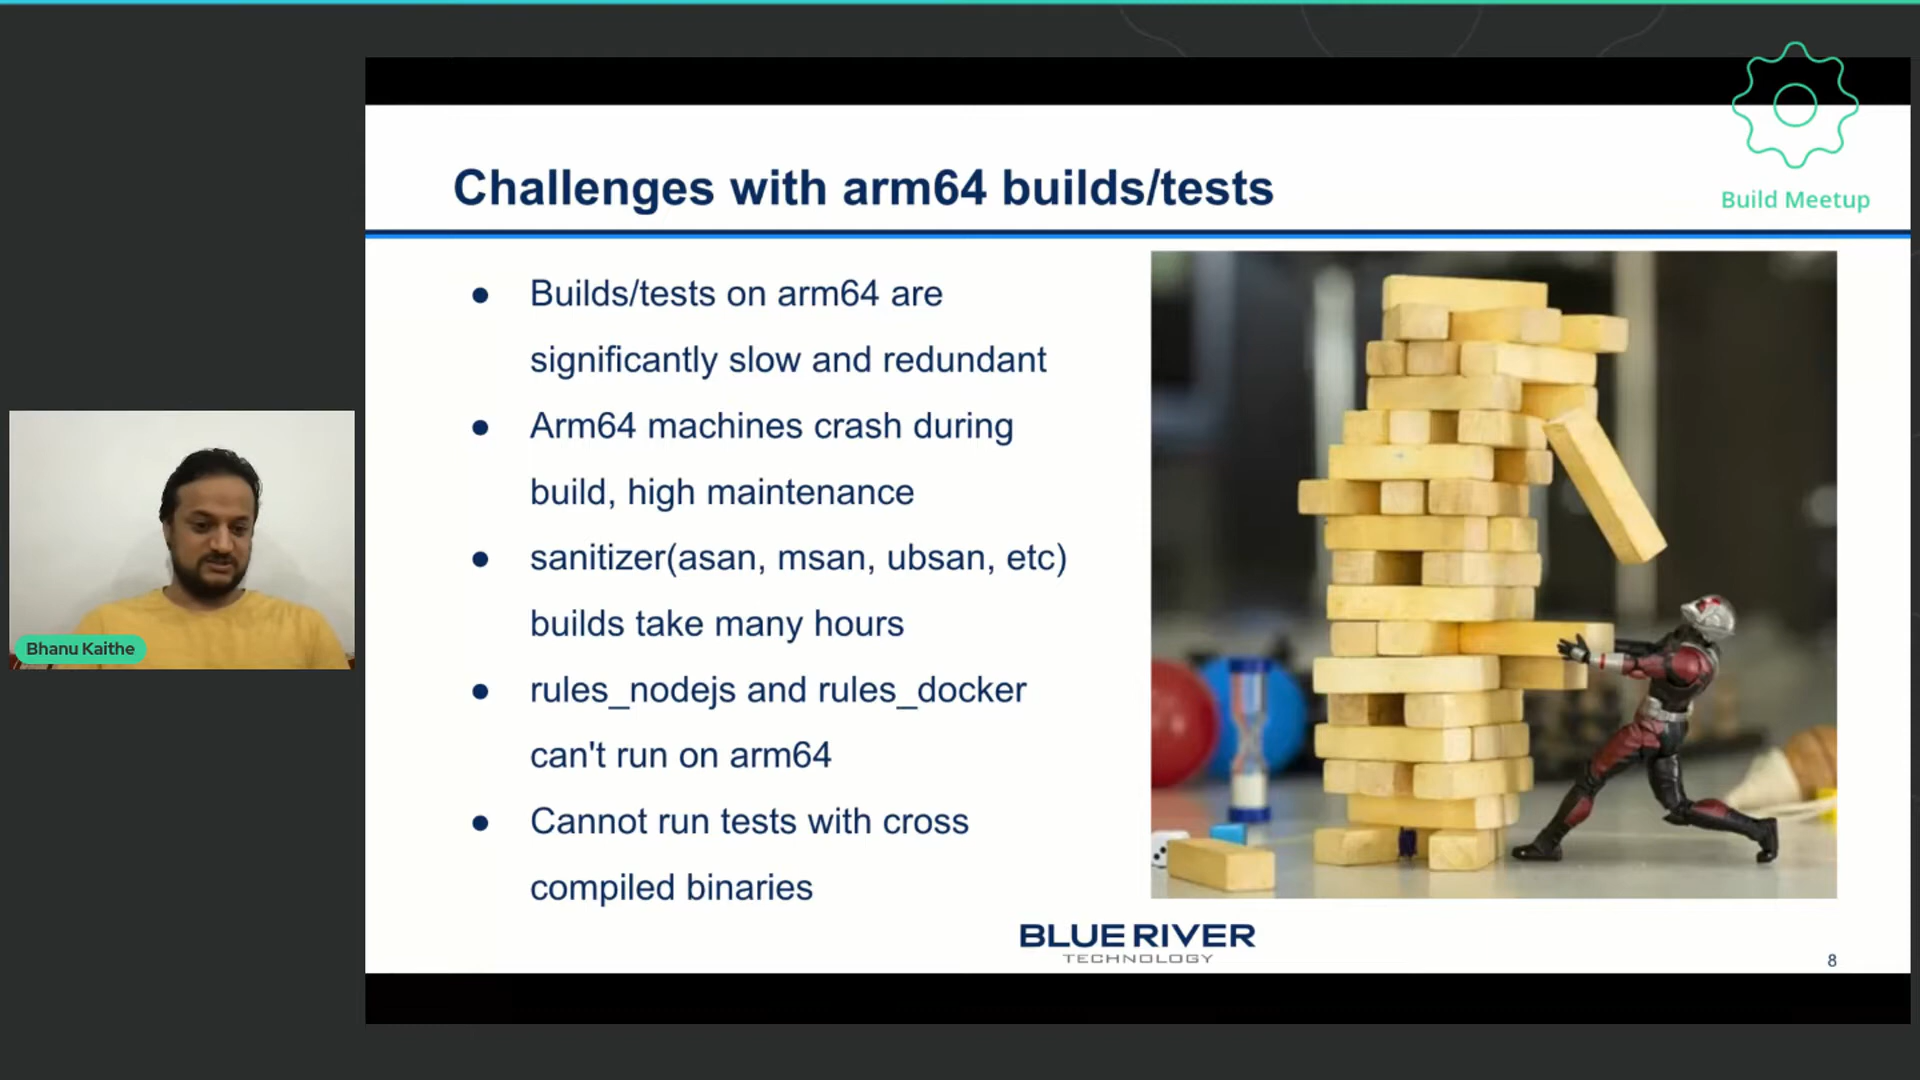 Build Meetup
Challenges with arm64 builds/tests
● Builds/tests on arm64 are
significantly slow and redundant
● Arm64 machines crash during
build, high maintenance
● sanitizer(asan, msan, ubsan, etc)
builds take many hours
● rules_nodejs and rules_docker
can't run on arm64
● Cannot run tests with cross
compiled binaries
BLUE RIVER
TECHNOLOGY
8
Bhanu Kaithe